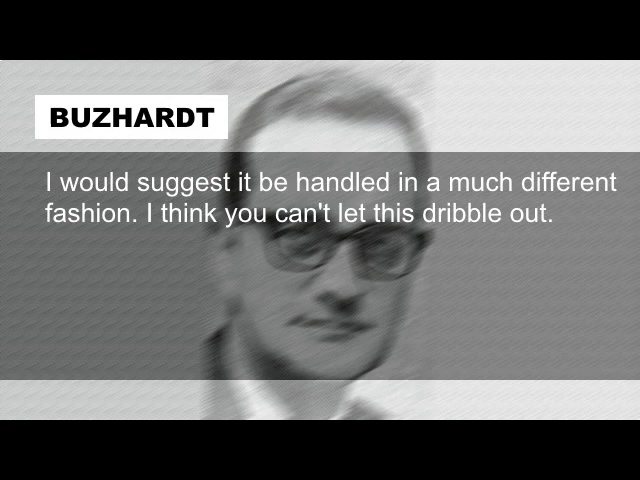 BUZHARDT
I would suggest it be handled in a much different
fashion. I think you can't let this dribble out.